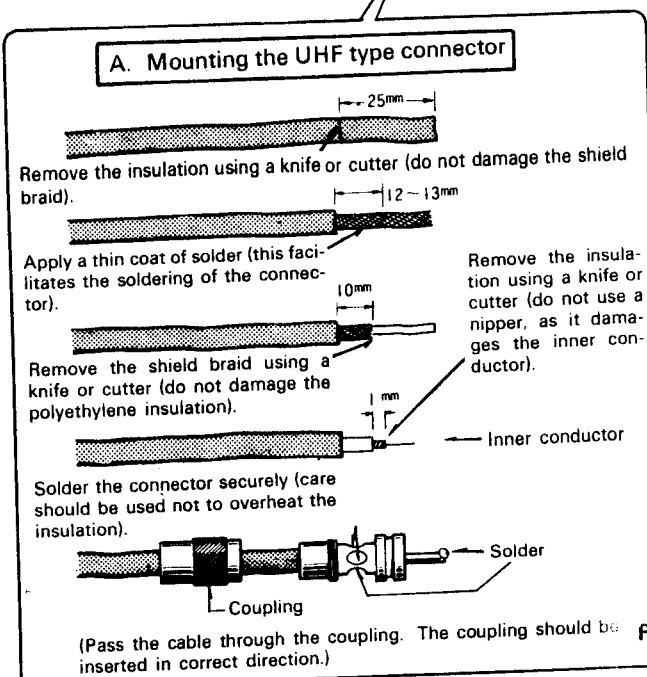 A. Mounting the UHF type connector
25mm
Remove the insulation using a knife or cutter (do not damage the shield
braid).
12~13mm
Apply a thin coat of solder (this faci-
litates the soldering of the connec-
tor).
Remove the insula-
tion using a knife or
cutter (do not use a
nipper, as it dama-
ges the inner con-
ductor).
10mm
Remove the shield braid using a
knife or cutter (do not damage the
polyethylene insulation).
1 mm
Inner conductor
Solder the connector securely (care
should be used not to overheat the
insulation).
Solder
Coupling
(Pass the cable through the coupling. The coupling should be
inserted in correct direction.)